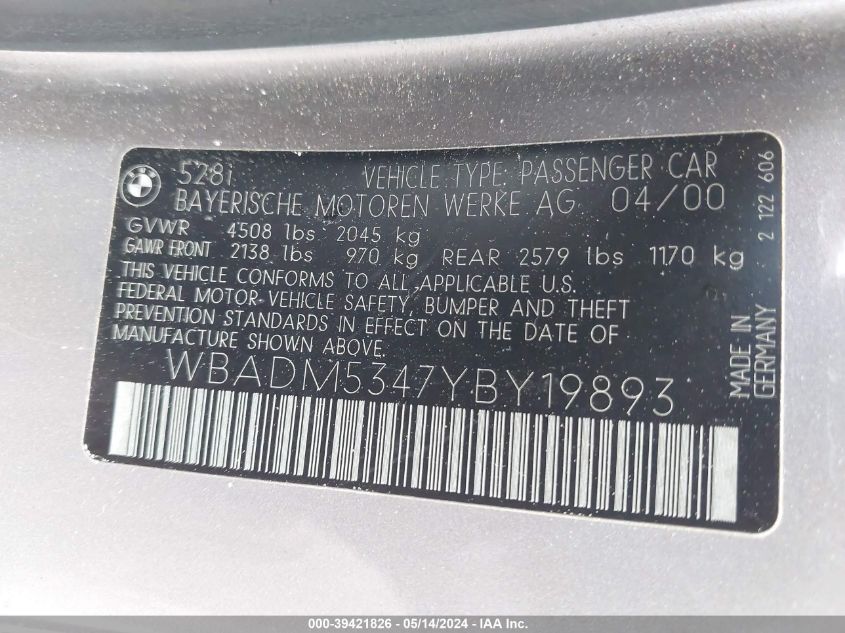 BMW
528i VEHICLE TYPE: PASSENGER CAR
BAYERISCHE MOTOREN WERKE AG 04/00
GVWR 4508 lbs 2045 kg
GAWR FRONT 2138 lbs 970 kg REAR 2579 lbs 1170 kg
THIS VEHICLE CONFORMS TO ALL APPLICABLE U.S.
FEDERAL MOTOR VEHICLE SAFETY, BUMPER AND THEFT
PREVENTION STANDARDS IN EFFECT ON THE DATE OF
MANUFACTURE SHOWN ABOVE.
WBADM5347YBY19893
MADE IN
GERMANY
2 122 606
000-39421826 - 05/14/2024 - IAA Inc.